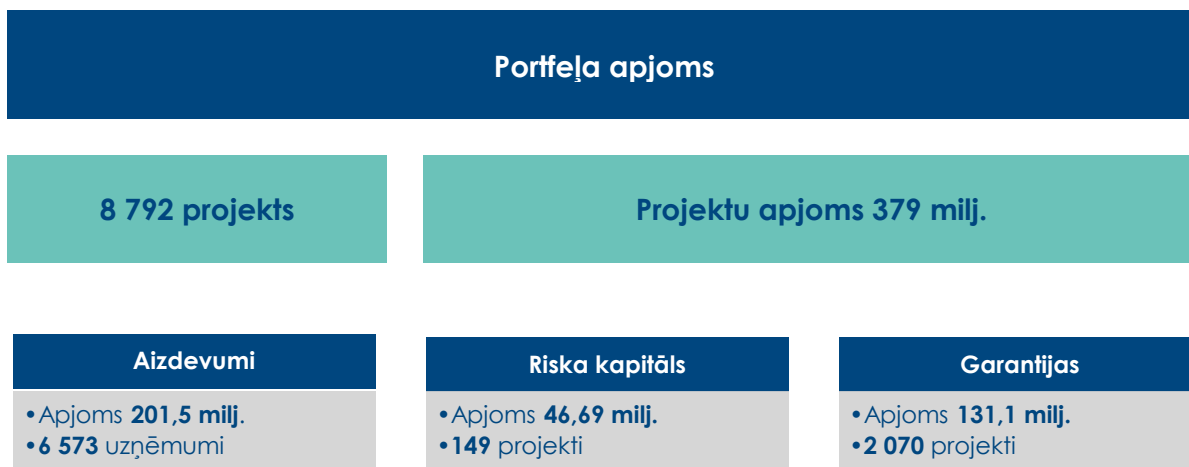 Portfeļa apjoms
8 792 projekts
Projektu apjoms 379 milj.
Aizdevumi
•Apjoms 201,5 milj.
•6 573 uzņēmumi
Riska kapitāls
•Apjoms 46,69 milj.
•149 projekti
Garantijas
•Apjoms 131,1 milj.
•2 070 projekti